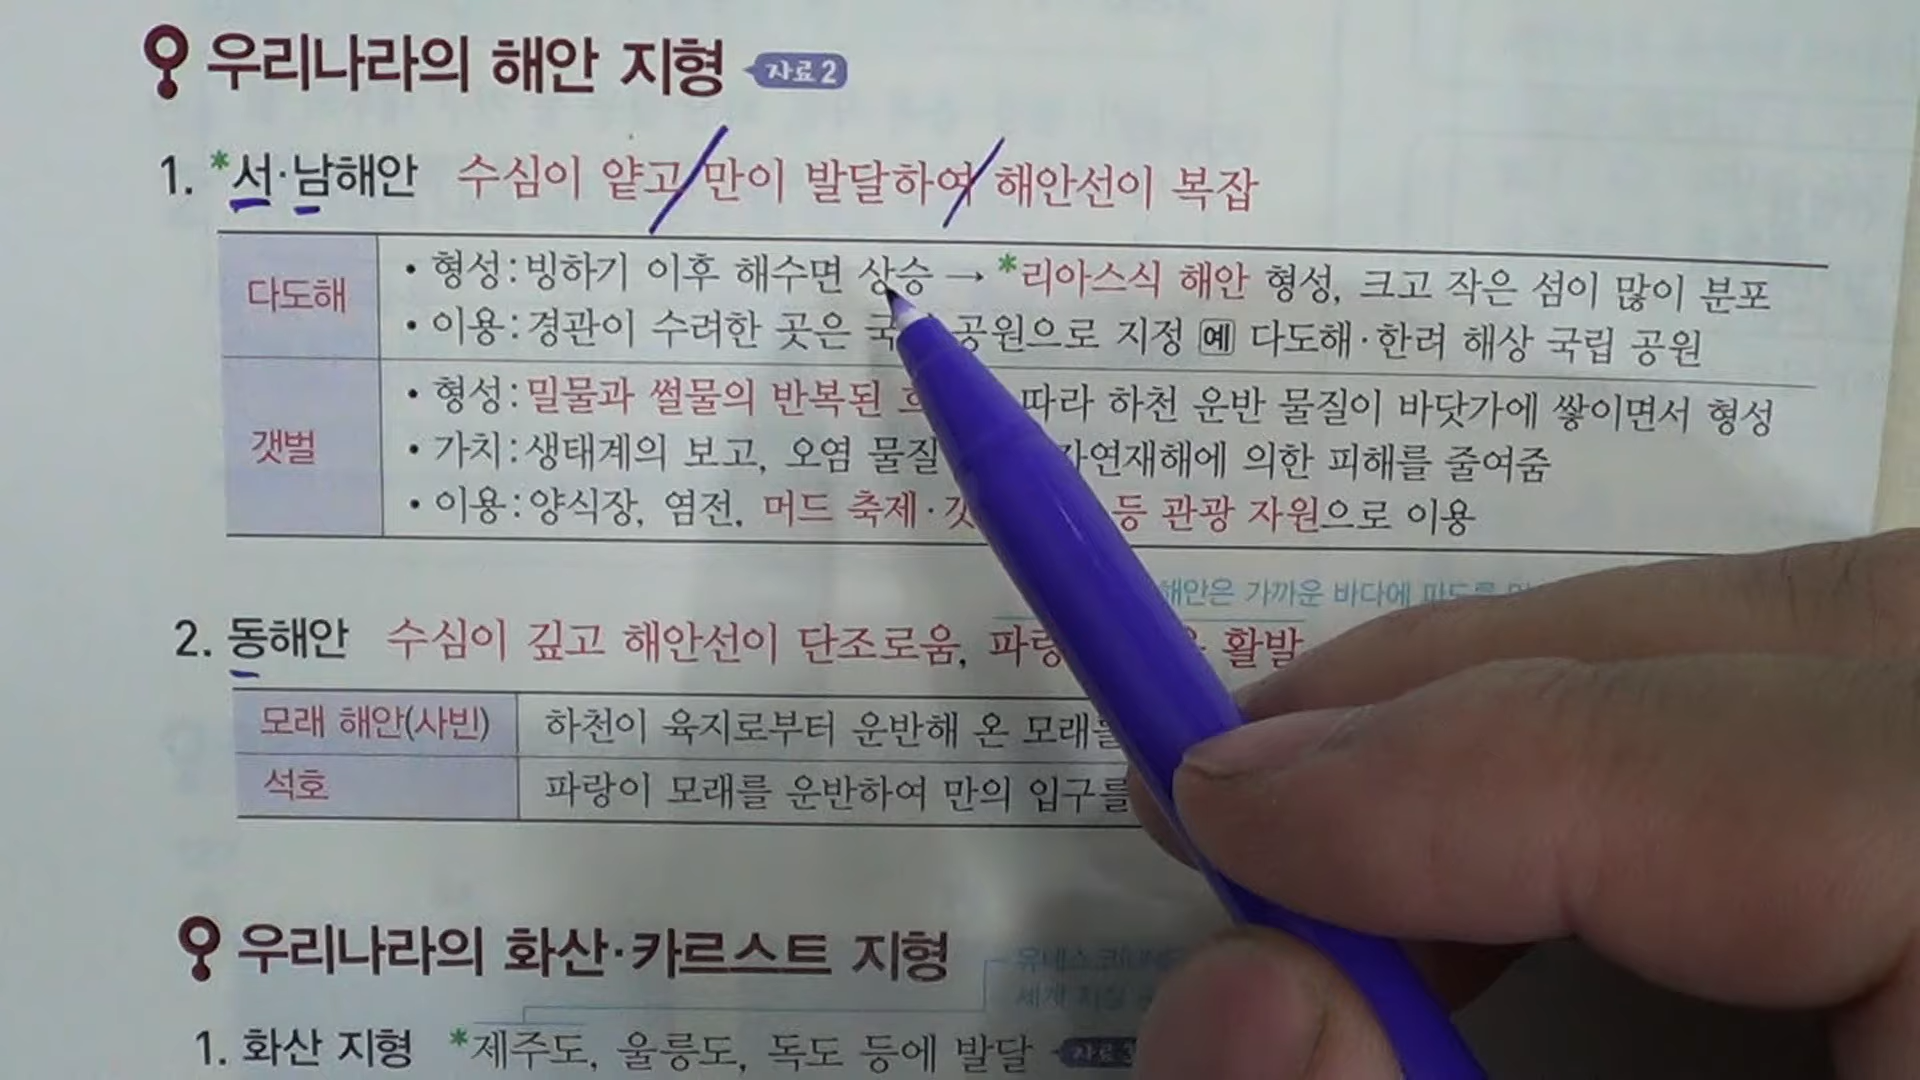 우리나라의 해안 지형 자료2
1. *서·남해안 수심이 얕고 만이 발달하여 해안선이 복잡
다도해
• 형성: 빙하기 이후 해수면 상승 → *리아스식 해안 형성, 크고 작은 섬이 많이 분포
• 이용: 경관이 수려한 곳은 공원으로 지정 예 다도해·한려 해상 국립 공원
갯벌
• 형성: 밀물과 썰물의 반복된 따라 하천 운반 물질이 바닷가에 쌓이면서 형성
• 가치: 생태계의 보고, 오염 물질 자연재해에 의한 피해를 줄여줌
• 이용: 양식장, 염전, 머드 축제· 등 관광 자원으로 이용
해안은 가까운 바다에 파도를
2. 동해안 수심이 깊고 해안선이 단조로움, 활발
모래 해안(사빈) 하천이 육지로부터 운반해 온 모래를
석호 파랑이 모래를 운반하여 만의 입구를
우리나라의 화산·카르스트 지형
1. 화산 지형 *제주도, 울릉도, 독도 등에 발달